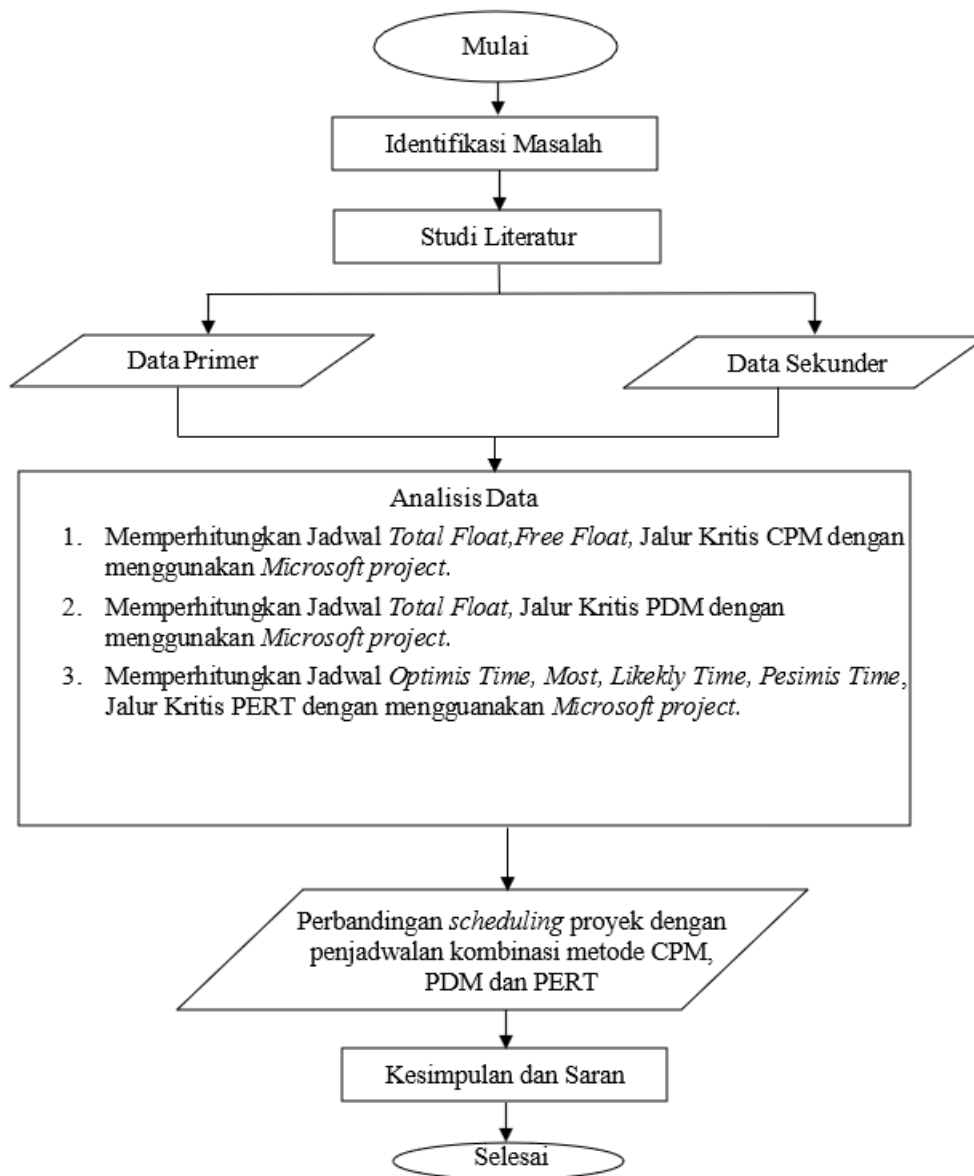 Mulai
Identifikasi Masalah
Studi Literatur
Data Primer
Data Sekunder
Analisis Data
1. Memperhitungkan Jadwal Total Float,Free Float, Jalur Kritis CPM dengan
menggunakan Microsoft project.
2. Memperhitungkan Jadwal Total Float, Jalur Kritis PDM dengan
menggunakan Microsoft project.
3. Memperhitungkan Jadwal Optimis Time, Most, Likekly Time, Pesimis Time,
Jalur Kritis PERT dengan mengguanakan Microsoft project.
Perbandingan scheduling proyek dengan
penjadwalan kombinasi metode CPM,
PDM dan PERT
Kesimpulan dan Saran
Selesai